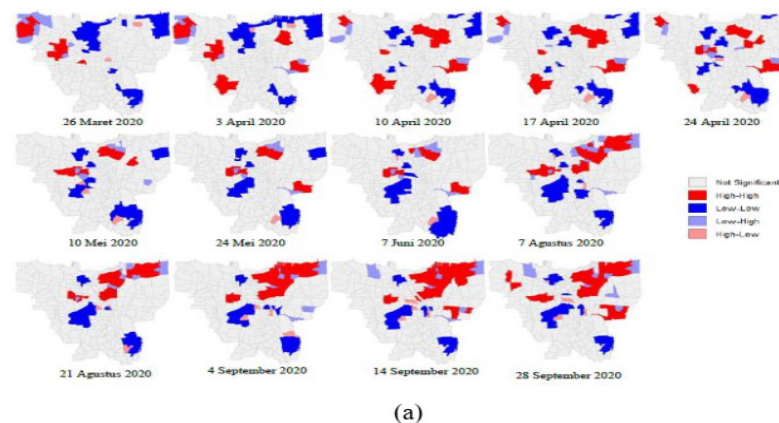 26 Maret 2020
3 April 2020
10 April 2020
17 April 2020
24 April 2020
10 Mei 2020
24 Mei 2020
7 Juni 2020
7 Agustus 2020
Not Significant
High-High
Low-Low
Low-High
High-Low
21 Agustus 2020
4 September 2020
14 September 2020
28 September 2020
(a)